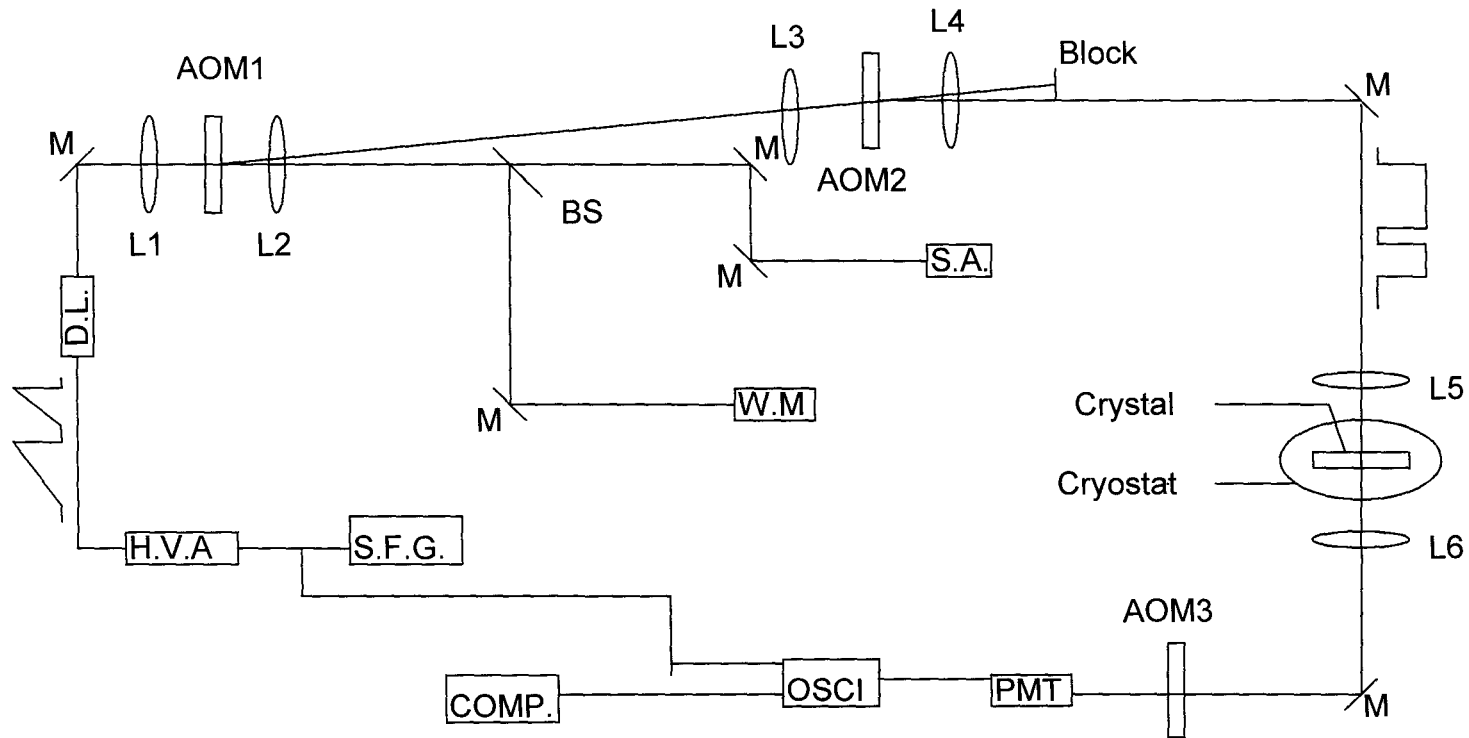 L3
L4
Block
AOM1
M
M
M
AOM2
L1
L2
BS
M
S.A.
D.L.
M
W.M
L5
Crystal
Cryostat
H.V.A
S.F.G.
L6
AOM3
COMP.
OSCI
PMT
M